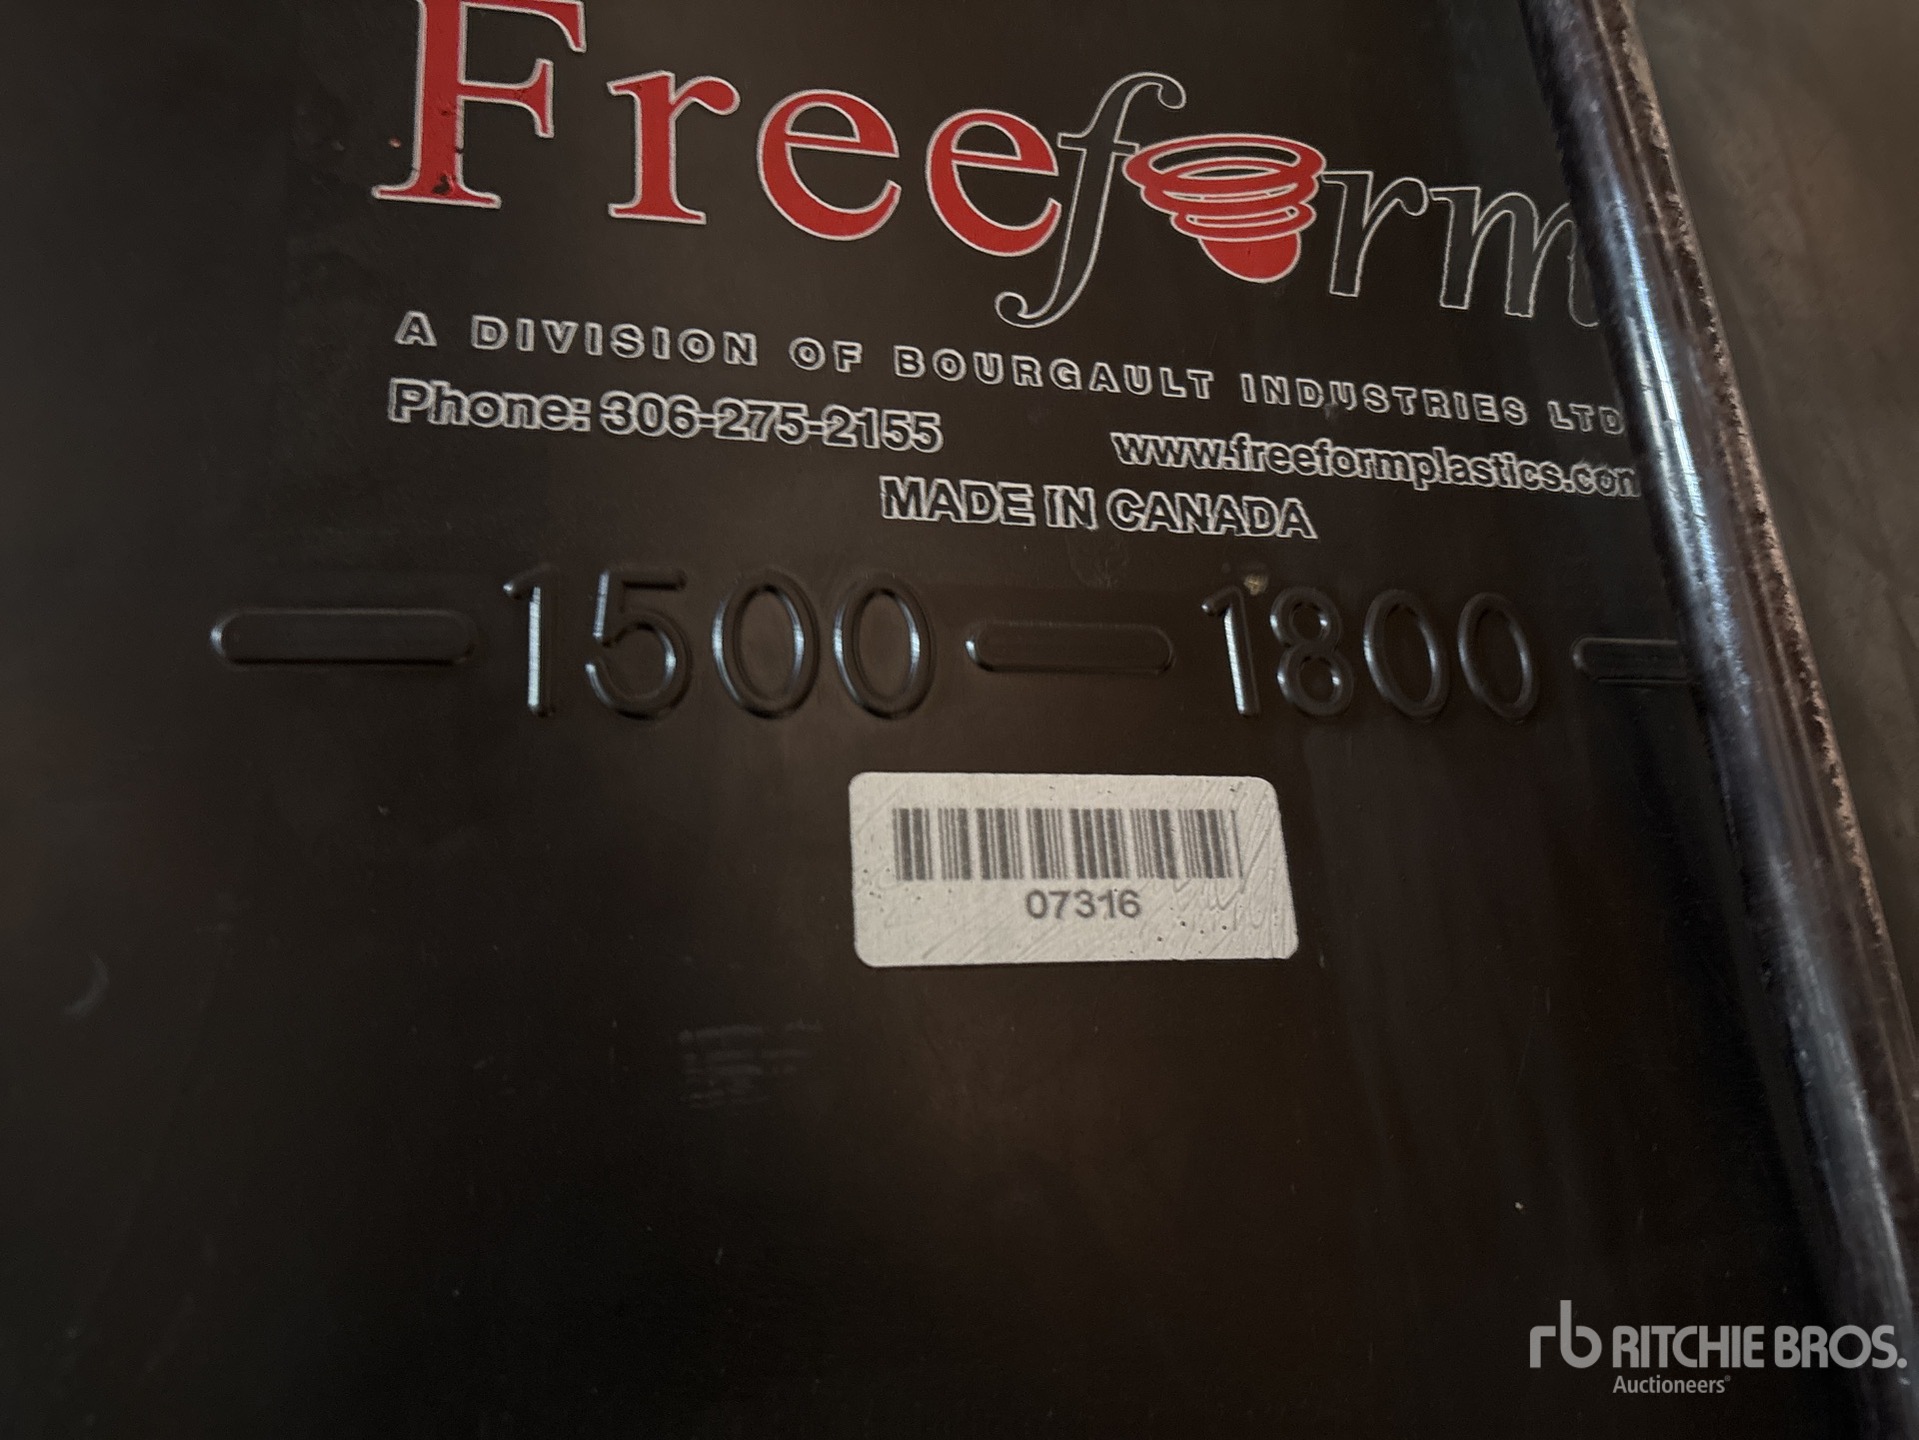 Freeform
A DIVISION OF BOURGAULT INDUSTRIES LTD
Phone: 306-275-2155 www.freeformplastics.com
MADE IN CANADA
1500 1800
07316
rb RITCHIE BROS.
Auctioneers®